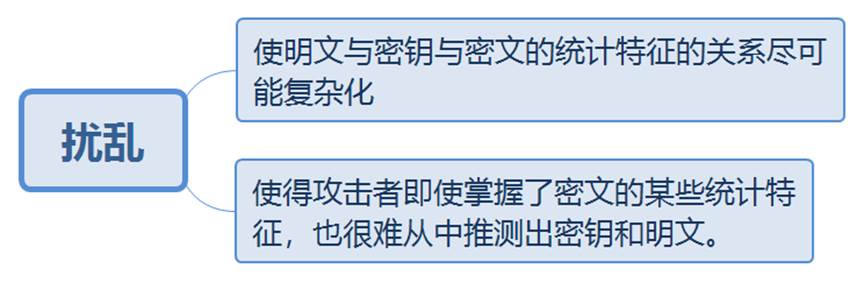 扰乱
使明文与密钥与密文的统计特征的关系尽可
能复杂化
使得攻击者即使掌握了密文的某些统计特
征，也很难从中推测出密钥和明文。